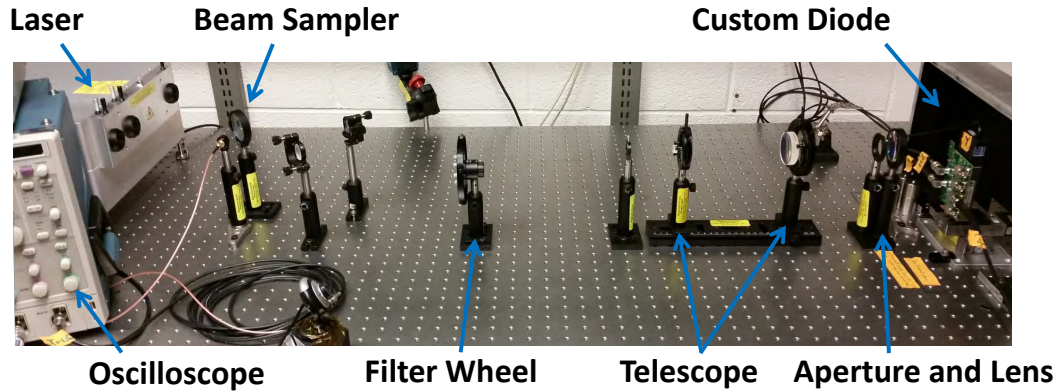 Laser
Beam Sampler
Custom Diode
Oscilloscope
Filter Wheel
Telescope
Aperture and Lens